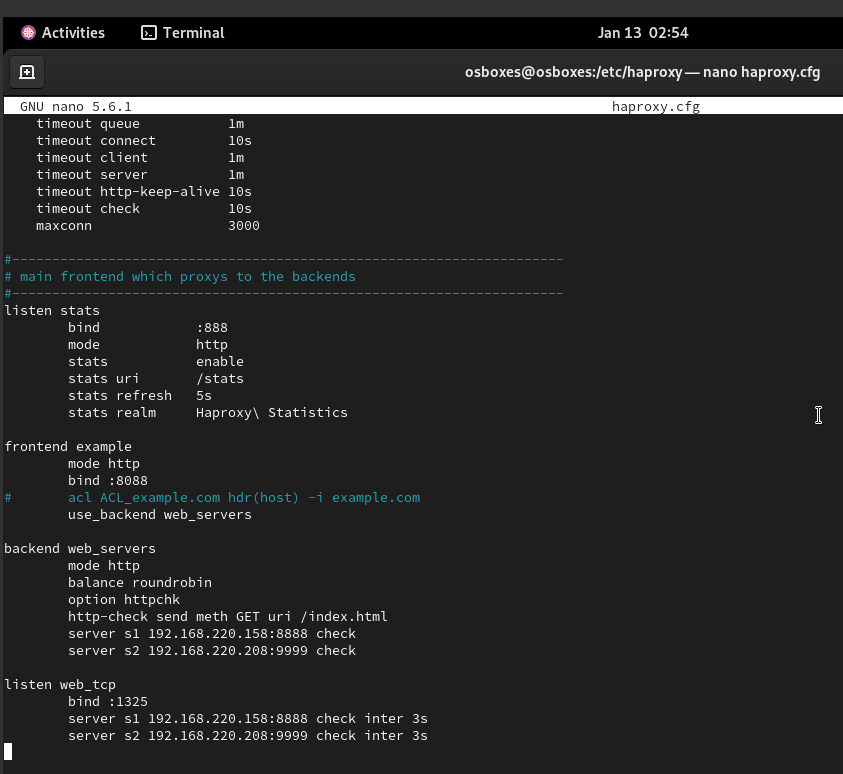 Activities Terminal Jan 13 02:54
osboxes@osboxes:/etc/haproxy — nano haproxy.cfg
GNU nano 5.6.1 haproxy.cfg
    timeout queue           1m
    timeout connect         10s
    timeout client          1m
    timeout server          1m
    timeout http-keep-alive 10s
    timeout check           10s
    maxconn                 3000
#---------------------------------------------------------------------
# main frontend which proxys to the backends
#---------------------------------------------------------------------
listen stats
        bind            :888
        mode            http
        stats           enable
        stats uri       /stats
        stats refresh   5s
        stats realm     Haproxy\ Statistics
frontend example
        mode http
        bind :8088
#       acl ACL_example.com hdr(host) -i example.com
        use_backend web_servers
backend web_servers
        mode http
        balance roundrobin
        option httpchk
        http-check send meth GET uri /index.html
        server s1 192.168.220.158:8888 check
        server s2 192.168.220.208:9999 check
listen web_tcp
        bind :1325
        server s1 192.168.220.158:8888 check inter 3s
        server s2 192.168.220.208:9999 check inter 3s